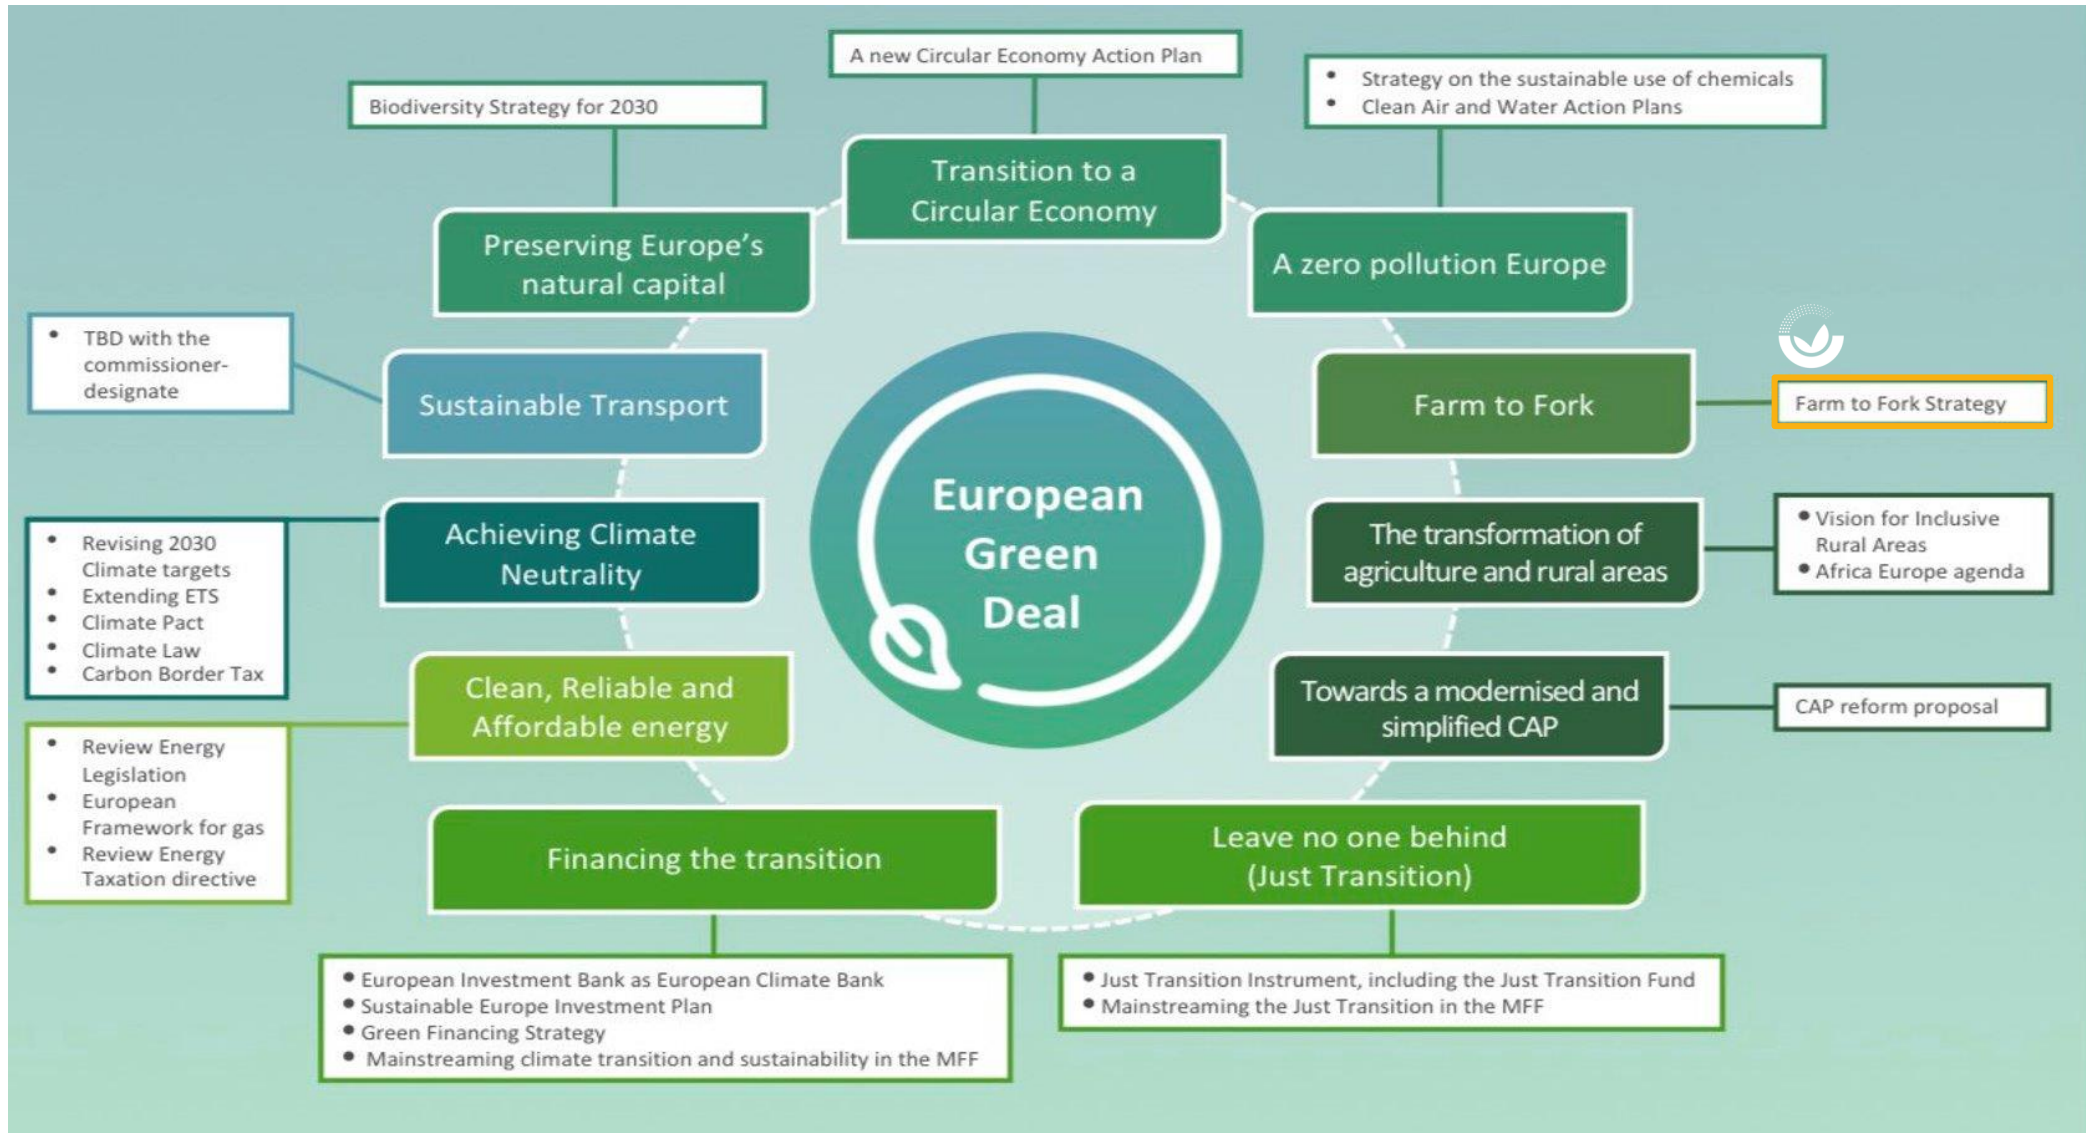 A new Circular Economy Action Plan
Biodiversity Strategy for 2030
• Strategy on the sustainable use of chemicals
• Clean Air and Water Action Plans
Transition to a
Circular Economy
Preserving Europe's
natural capital
A zero pollution Europe
• TBD with the
commissioner-
designate
Sustainable Transport
Farm to Fork
Farm to Fork Strategy
European
Green
Deal
• Revising 2030
Climate targets
• Extending ETS
• Climate Pact
• Climate Law
• Carbon Border Tax
Achieving Climate
Neutrality
The transformation of
agriculture and rural areas
• Vision for Inclusive
Rural Areas
• Africa Europe agenda
Clean, Reliable and
Affordable energy
Towards a modernised and
simplified CAP
CAP reform proposal
• Review Energy
Legislation
• European
Framework for gas
• Review Energy
Taxation directive
Financing the transition
Leave no one behind
(Just Transition)
• European Investment Bank as European Climate Bank
• Sustainable Europe Investment Plan
• Green Financing Strategy
• Mainstreaming climate transition and sustainability in the MFF
• Just Transition Instrument, including the Just Transition Fund
• Mainstreaming the Just Transition in the MFF